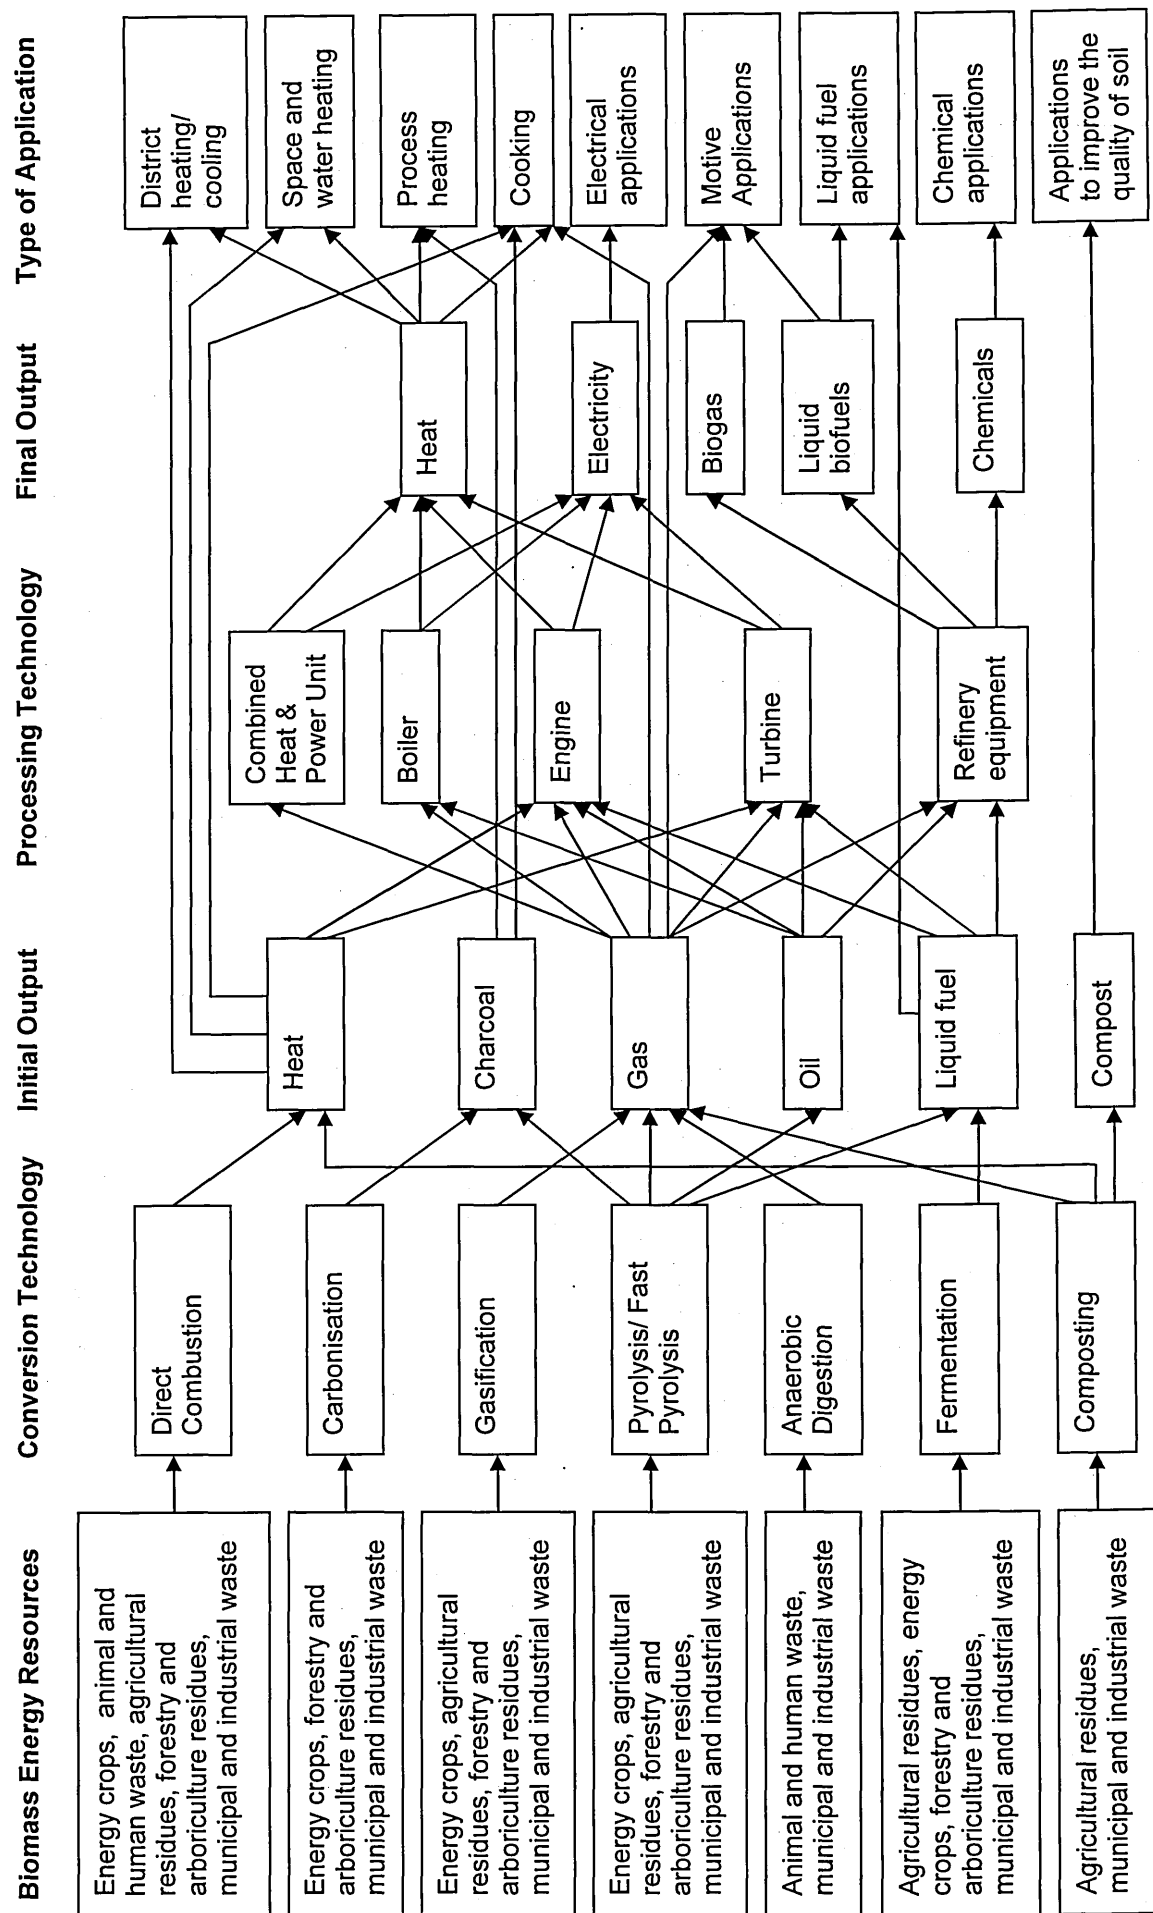 Biomass Energy Resources
Conversion Technology
Initial Output
Processing Technology
Final Output
Type of Application
Energy crops, animal and
human waste, agricultural
residues, forestry and
arboriculture residues,
municipal and industrial waste
Energy crops, forestry and
arboriculture residues,
municipal and industrial waste
Energy crops, agricultural
residues, forestry and
arboriculture residues,
municipal and industrial waste
Energy crops, agricultural
residues, forestry and
arboriculture residues,
municipal and industrial waste
Animal and human waste,
municipal and industrial waste
Agricultural residues, energy
crops, forestry and
arboriculture residues,
municipal and industrial waste
Agricultural residues,
municipal and industrial waste
Direct
Combustion
Carbonisation
Gasification
Pyrolysis/ Fast
Pyrolysis
Anaerobic
Digestion
Fermentation
Composting
Heat
Charcoal
Gas
Oil
Liquid fuel
Compost
Combined
Heat &
Power Unit
Boiler
Engine
Turbine
Refinery
equipment
Heat
Electricity
Biogas
Liquid
biofuels
Chemicals
District
heating/
cooling
Space and
water heating
Process
heating
Cooking
Electrical
applications
Motive
Applications
Liquid fuel
applications
Chemical
applications
Applications
to improve the
quality of soil